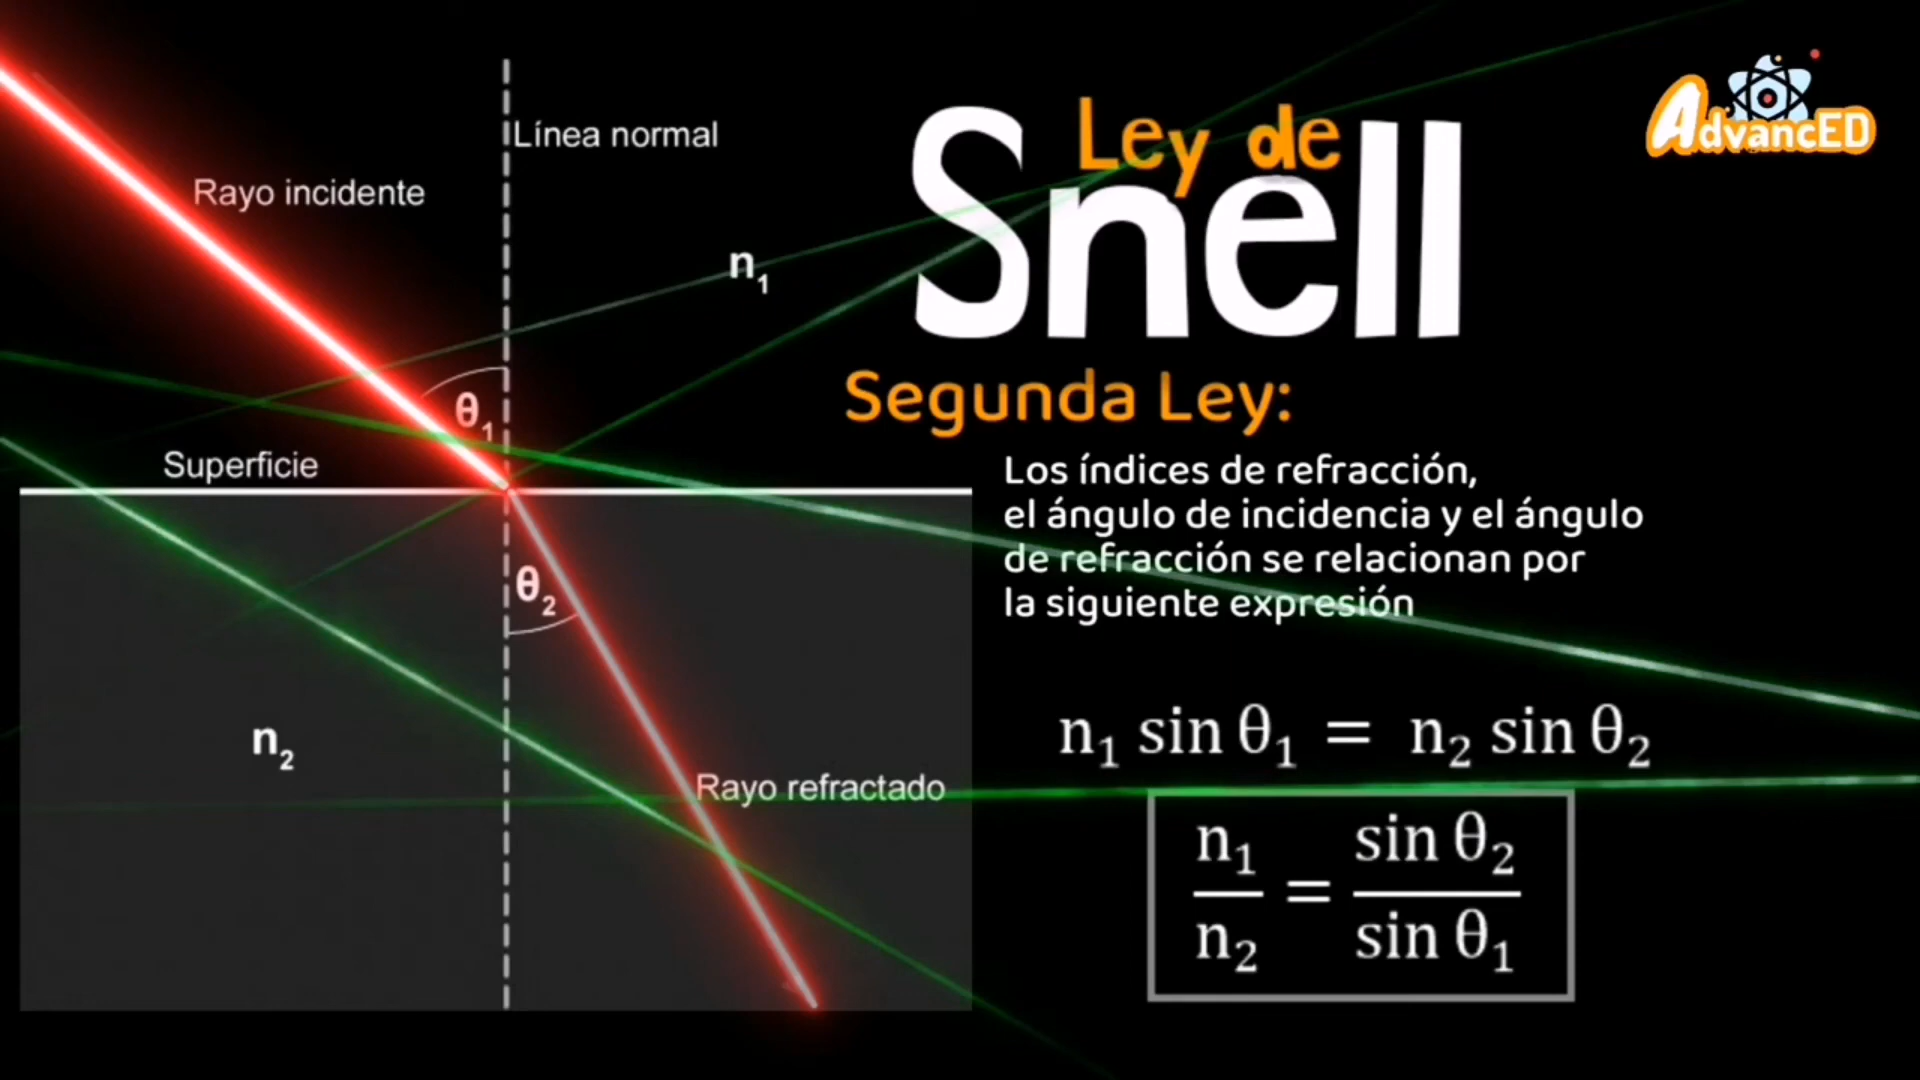 AdvancED
Ley de
Snell
Línea normal
Rayo incidente
n₁
Segunda Ley:
θ₁
Superficie
Los índices de refracción,
el ángulo de incidencia y el ángulo
de refracción se relacionan por
la siguiente expresión
θ₂
n₂
n₁ sin θ₁ = n₂ sin θ₂
Rayo refractado
n₁/n₂ = sin θ₂/sin θ₁